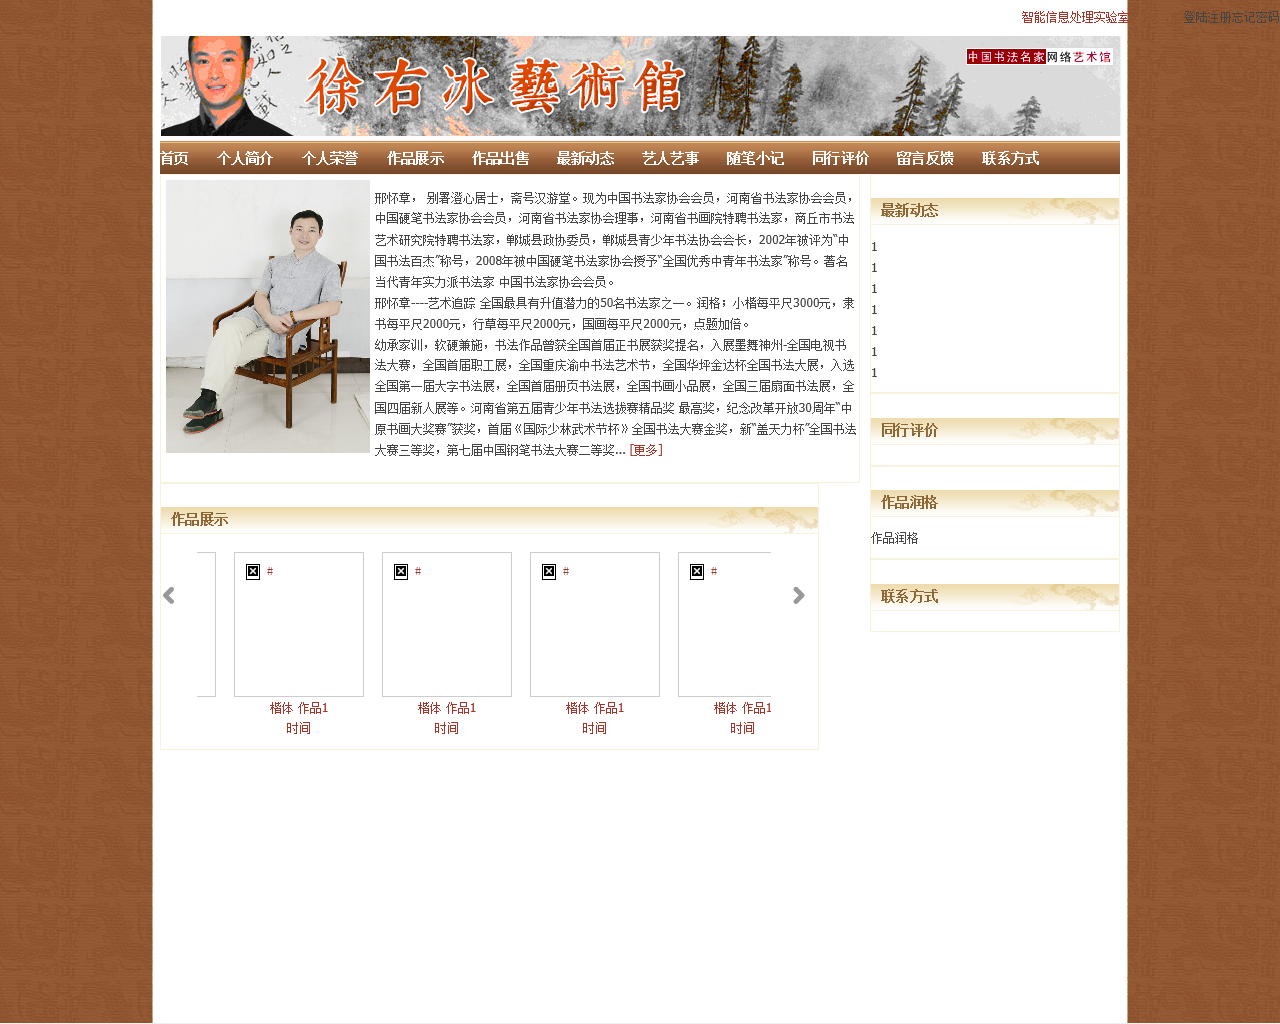 智能信息处理实验室 登陆注册忘记密码
徐右冰藝術館
中国书法名家网络艺术馆
首页 个人简介 个人荣誉 作品展示 作品出售 最新动态 艺人艺事 随笔小记 同行评价 留言反馈 联系方式
邢怀章， 别署澄心居士，斋号汉游堂。现为中国书法家协会会员，河南省书法家协会会员，
中国硬笔书法家协会会员，河南省书法家协会理事，河南省书画院特聘书法家，商丘市书法
艺术研究院特聘书法家，郸城县政协委员，郸城县青少年书法协会会长，2002年被评为“中
国书法百杰”称号，2008年被中国硬笔书法家协会授予“全国优秀中青年书法家”称号。著名
当代青年实力派书法家 中国书法家协会会员。
邢怀章----艺术追踪 全国最具有升值潜力的50名书法家之一。润格；小楷每平尺3000元，隶
书每平尺2000元，行草每平尺2000元，国画每平尺2000元，点题加倍。
幼承家训，软硬兼施，书法作品曾获全国首届正书展获奖提名，入展墨舞神州-全国电视书
法大赛，全国首届职工展，全国重庆渝中书法艺术节，全国华坪金达杯全国书法大展，入选
全国第一届大字书法展，全国首届册页书法展，全国书画小品展，全国三届扇面书法展，全
国四届新人展等。河南省第五届青少年书法选拔赛精品奖 最高奖，纪念改革开放30周年“中
原书画大奖赛”获奖，首届《国际少林武术节杯》全国书法大赛金奖，新“盖天力杯”全国书法
大赛三等奖，第七届中国钢笔书法大赛二等奖... [更多]
最新动态
1
1
1
1
1
1
1
同行评价
作品润格
作品润格
联系方式
作品展示
# # # #
楷体 作品1 楷体 作品1 楷体 作品1 楷体 作品1
时间 时间 时间 时间